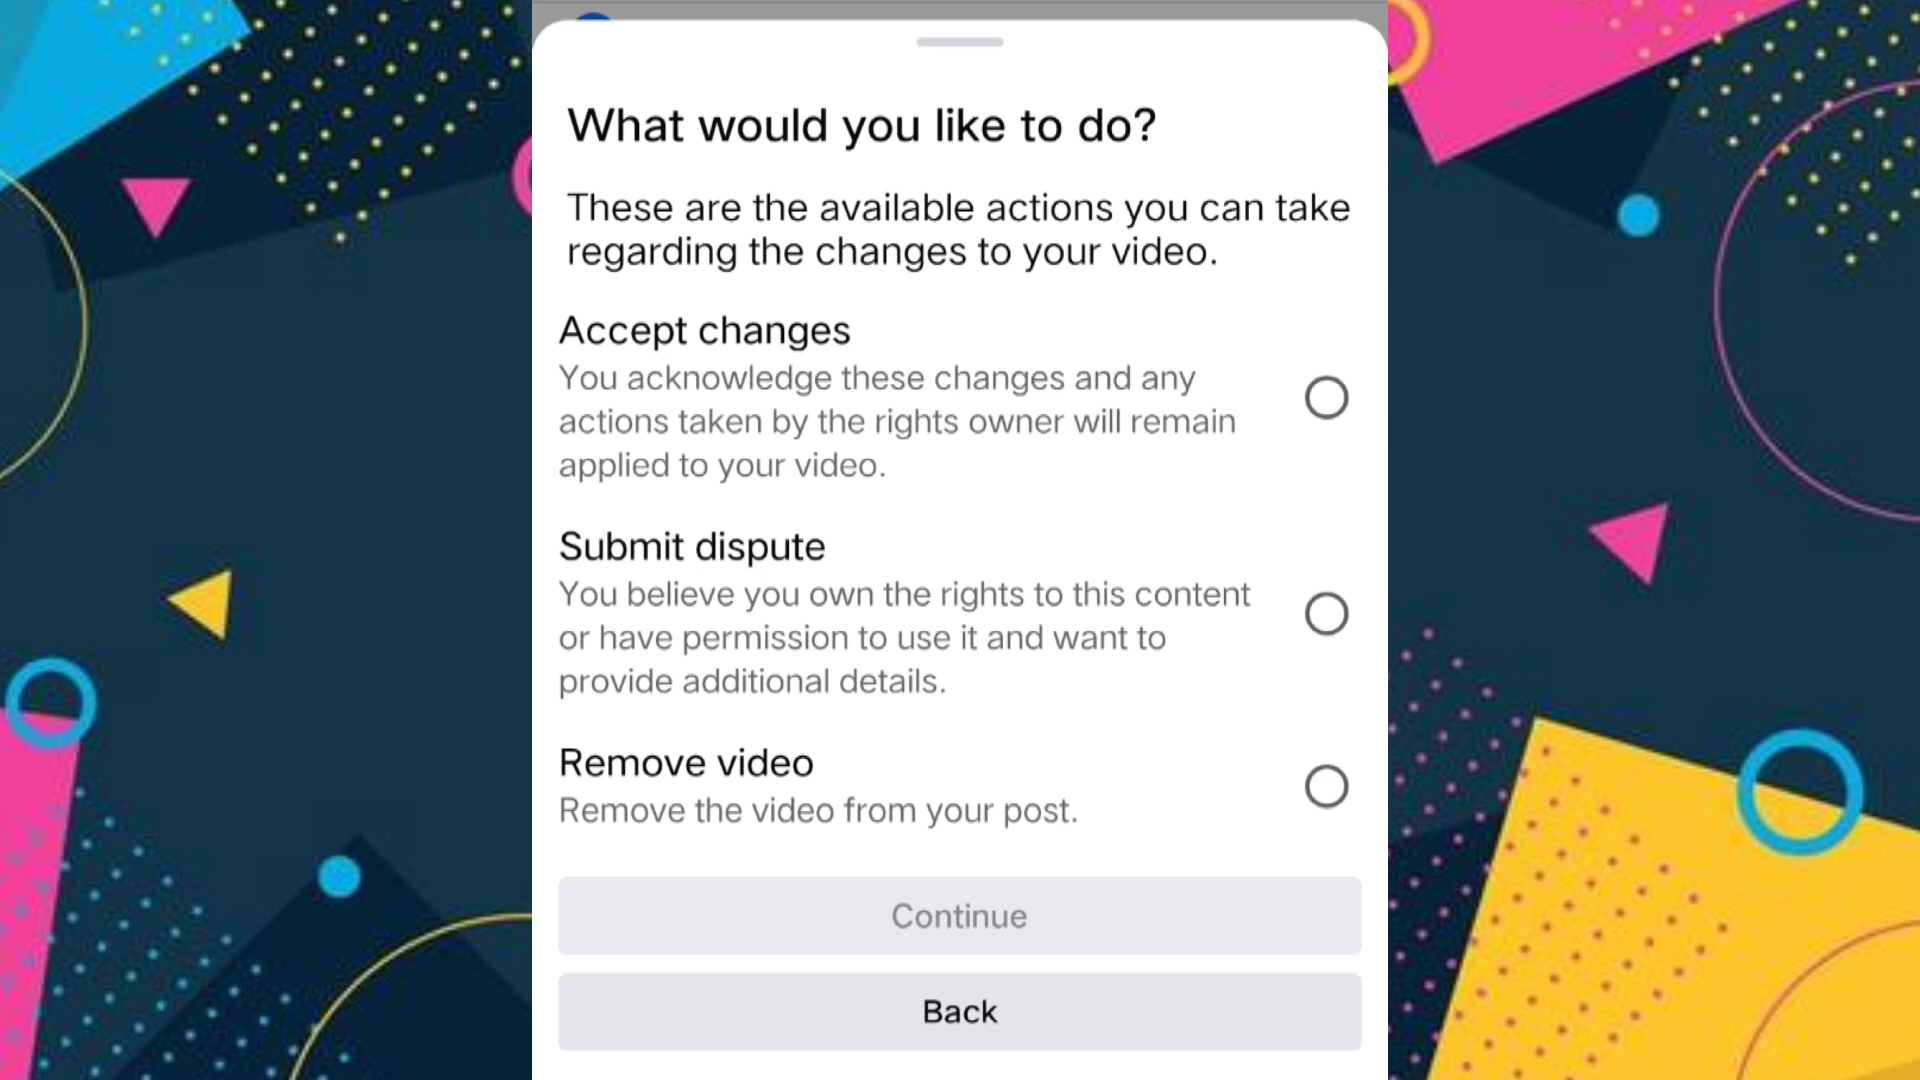 What would you like to do?
These are the available actions you can take
regarding the changes to your video.
Accept changes
You acknowledge these changes and any
actions taken by the rights owner will remain
applied to your video.
Submit dispute
You believe you own the rights to this content
or have permission to use it and want to
provide additional details.
Remove video
Remove the video from your post.
Continue
Back